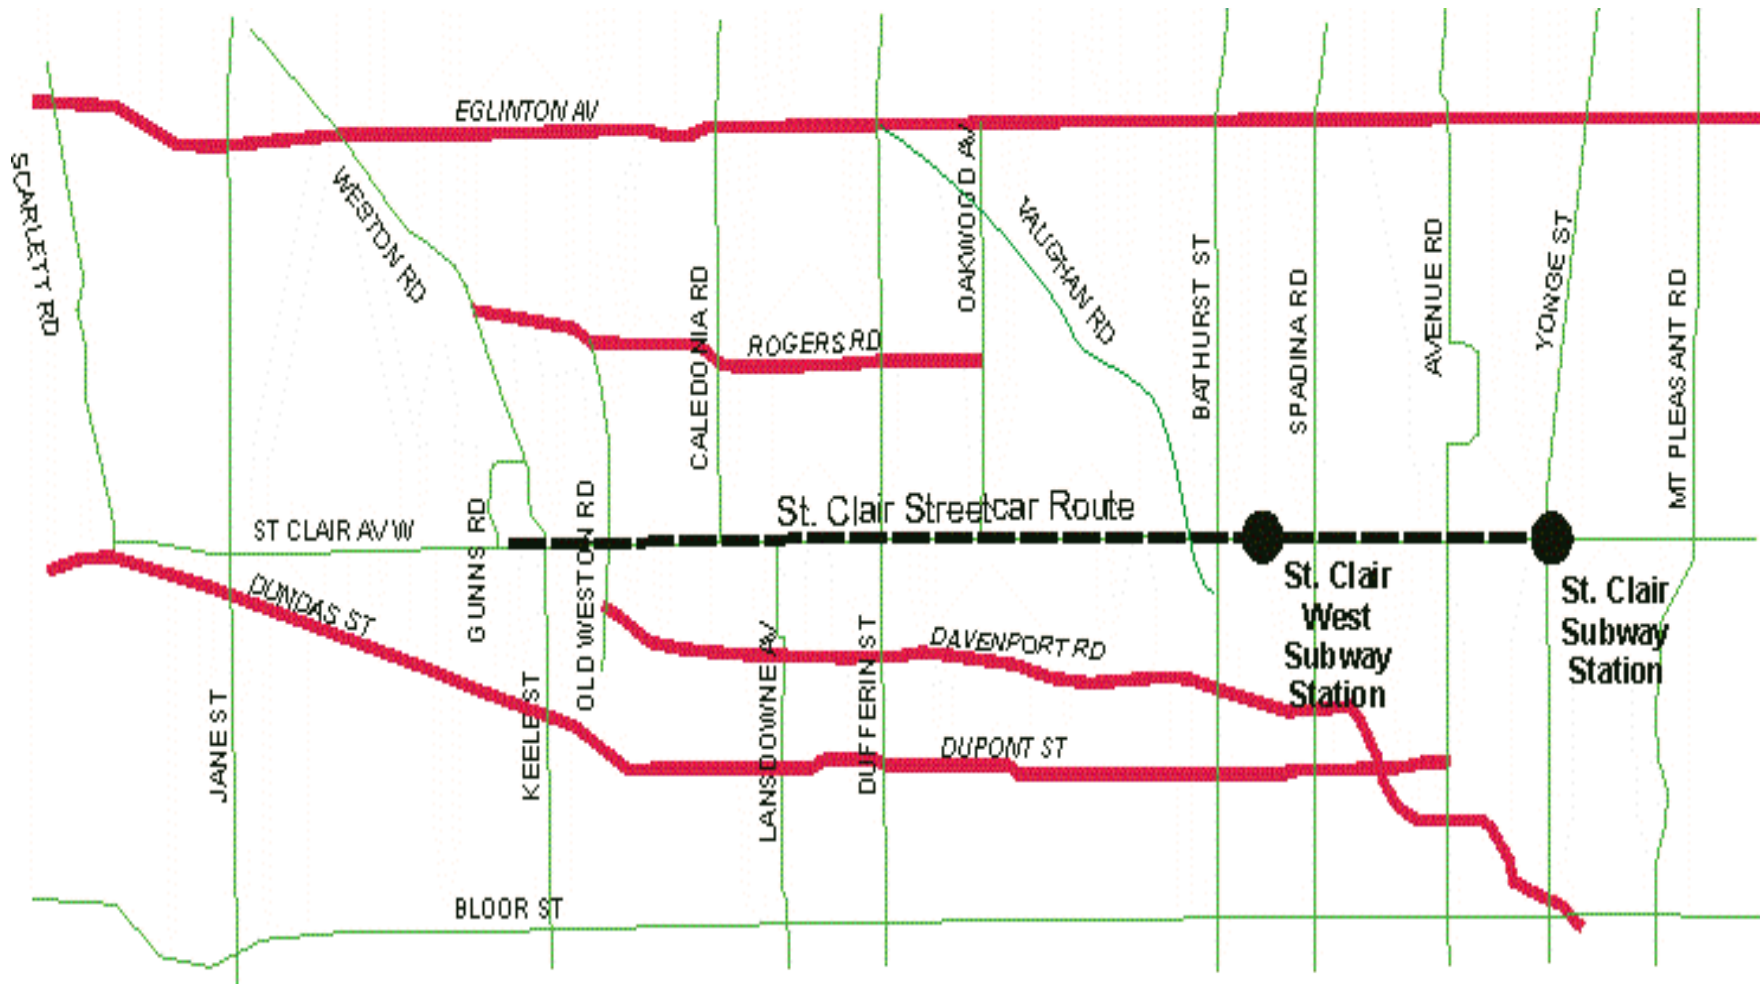 EGLINTON AV
SCARLETT RD
WESTON RD
CALEDONIA RD
ROGERS RD
OAKWOOD AV
VAUGHAN RD
BATHURST ST
SPADINA RD
AVENUE RD
YONGE ST
MT PLEASANT RD
St. Clair Streetcar Route
ST CLAIR AV W
GUNNS RD
OLD WESTON RD
DUNDAS ST
St. Clair
West
Subway
Station
St. Clair
Subway
Station
DAVENPORT RD
JANE ST
KEELE ST
LANSDOWNE AV
DUFFERIN ST
DUPONT ST
BLOOR ST